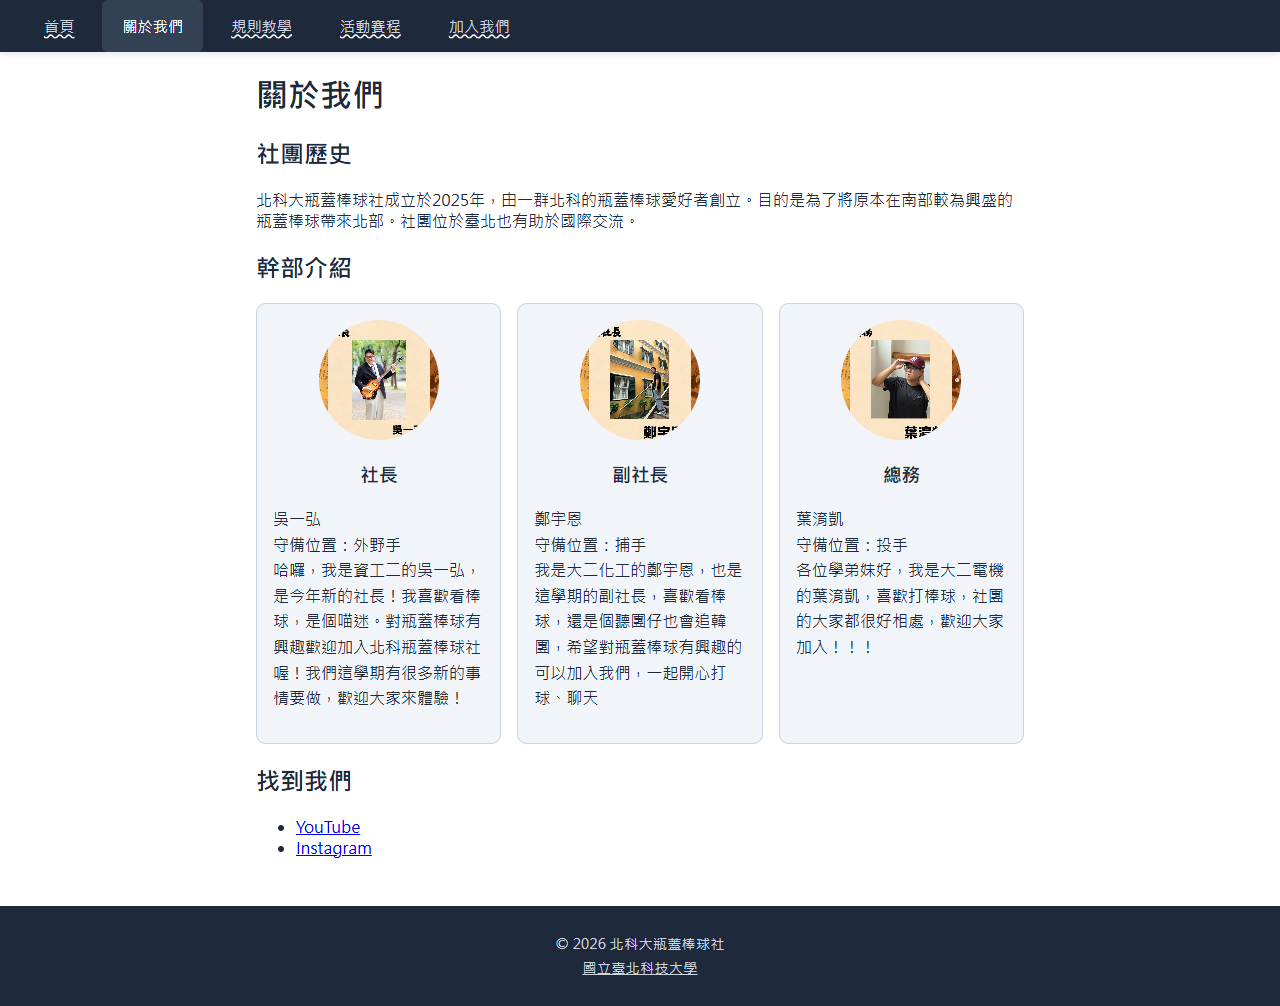 首頁 關於我們 規則教學 活動賽程 加入我們
關於我們
社團歷史
北科大瓶蓋棒球社成立於2025年，由一群北科的瓶蓋棒球愛好者創立。目的是為了將原本在南部較為興盛的
瓶蓋棒球帶來北部。社團位於臺北也有助於國際交流。
幹部介紹
社長
吳一弘
守備位置：外野手
哈囉，我是資工二的吳一弘，
是今年新的社長！我喜歡看棒
球，是個喵迷。對瓶蓋棒球有
興趣歡迎加入北科瓶蓋棒球社
喔！我們這學期有很多新的事
情要做，歡迎大家來體驗！
副社長
鄭宇恩
守備位置：捕手
我是大二化工的鄭宇恩，也是
這學期的副社長，喜歡看棒
球，還是個聽團仔也會追韓
團，希望對瓶蓋棒球有興趣的
可以加入我們，一起開心打
球、聊天
總務
葉淯凱
守備位置：投手
各位學弟妹好，我是大二電機
的葉淯凱，喜歡打棒球，社團
的大家都很好相處，歡迎大家
加入！！！
找到我們
YouTube
Instagram
© 2026 北科大瓶蓋棒球社
國立臺北科技大學